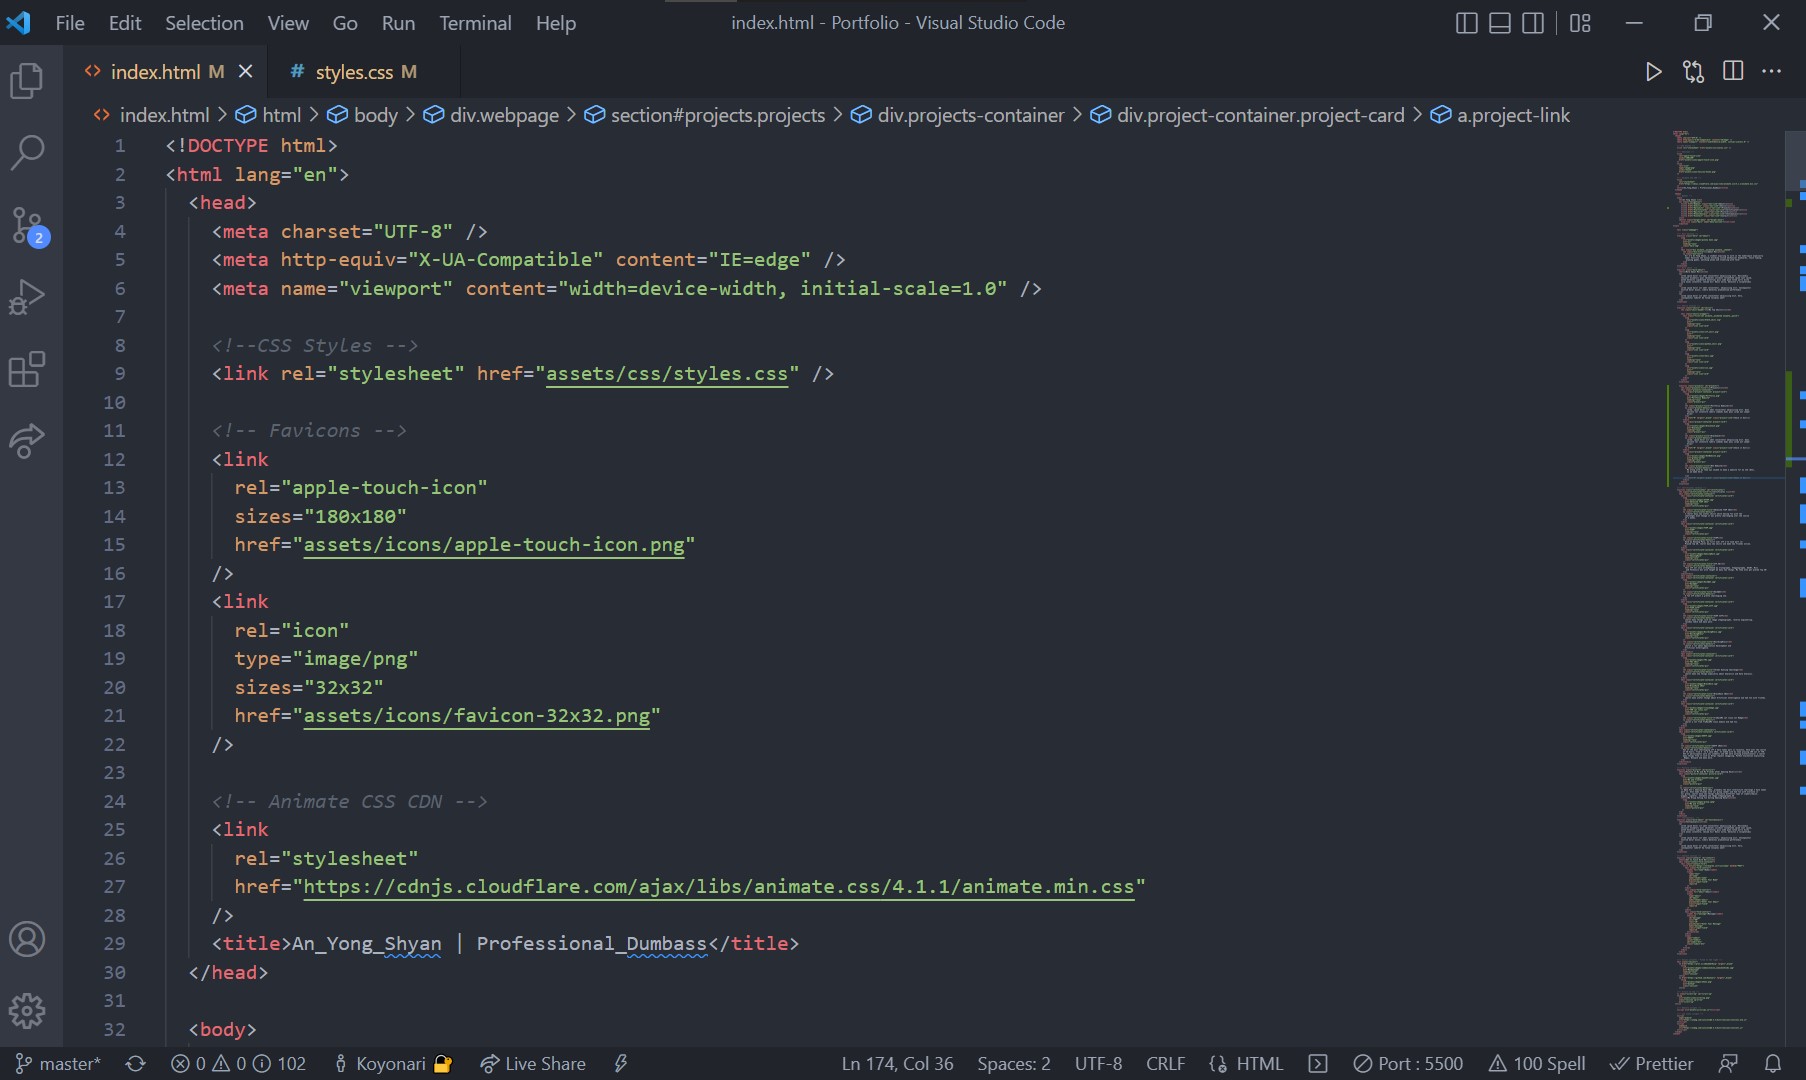 File Edit Selection View Go Run Terminal Help index.html - Portfolio - Visual Studio Code
index.html M styles.css M
index.html > html > body > div.webpage > section#projects.projects > div.projects-container > div.project-container.project-card > a.project-link
1 <!DOCTYPE html>
2 <html lang="en">
3 <head>
4 <meta charset="UTF-8" />
5 <meta http-equiv="X-UA-Compatible" content="IE=edge" />
6 <meta name="viewport" content="width=device-width, initial-scale=1.0" />
7
8 <!--CSS Styles -->
9 <link rel="stylesheet" href="assets/css/styles.css" />
10
11 <!-- Favicons -->
12 <link
13 rel="apple-touch-icon"
14 sizes="180x180"
15 href="assets/icons/apple-touch-icon.png"
16 />
17 <link
18 rel="icon"
19 type="image/png"
20 sizes="32x32"
21 href="assets/icons/favicon-32x32.png"
22 />
23
24 <!-- Animate CSS CDN -->
25 <link
26 rel="stylesheet"
27 href="https://cdnjs.cloudflare.com/ajax/libs/animate.css/4.1.1/animate.min.css"
28 />
29 <title>An_Yong_Shyan | Professional_Dumbass</title>
30 </head>
31
32 <body>
2
master* 0 0 102 Koyonari Live Share Ln 174, Col 36 Spaces: 2 UTF-8 CRLF HTML Port : 5500 100 Spell Prettier